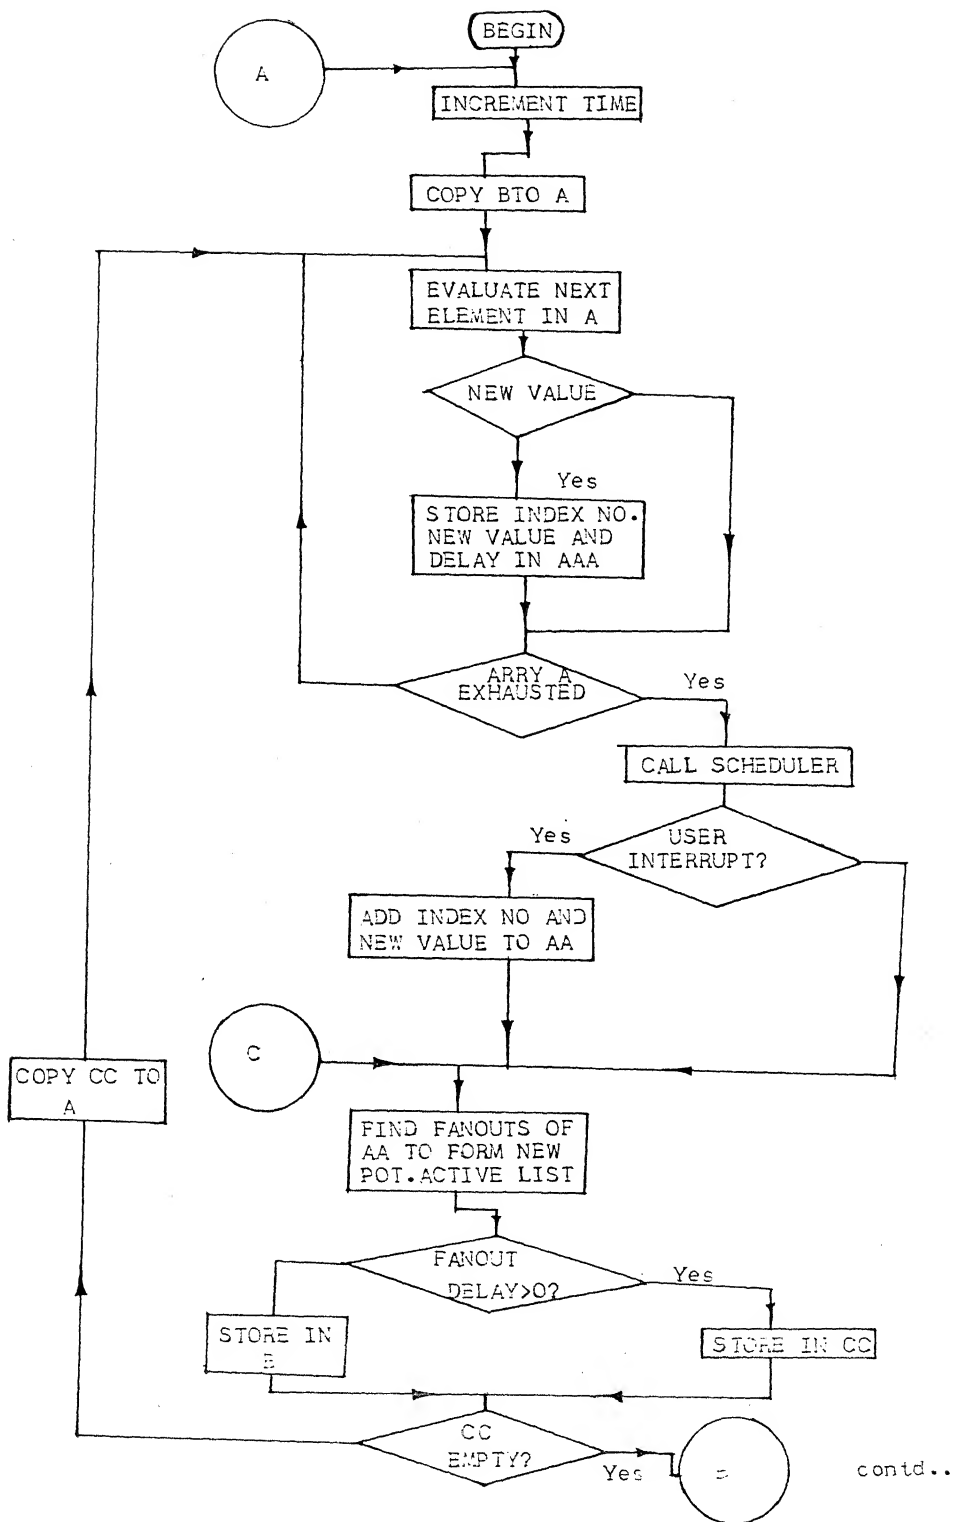 BEGIN
A
INCREMENT TIME
COPY BTO A
EVALUATE NEXT
ELEMENT IN A
NEW VALUE
Yes
STORE INDEX NO.
NEW VALUE AND
DELAY IN AAA
ARRY A
EXHAUSTED
Yes
CALL SCHEDULER
USER
INTERRUPT?
Yes
ADD INDEX NO AND
NEW VALUE TO AA
C
COPY CC TO
A
FIND FANOUTS OF
AA TO FORM NEW
POT.ACTIVE LIST
FANOUT
DELAY>0?
Yes
STORE IN
B
STORE IN CC
CC
EMPTY?
Yes
contd..